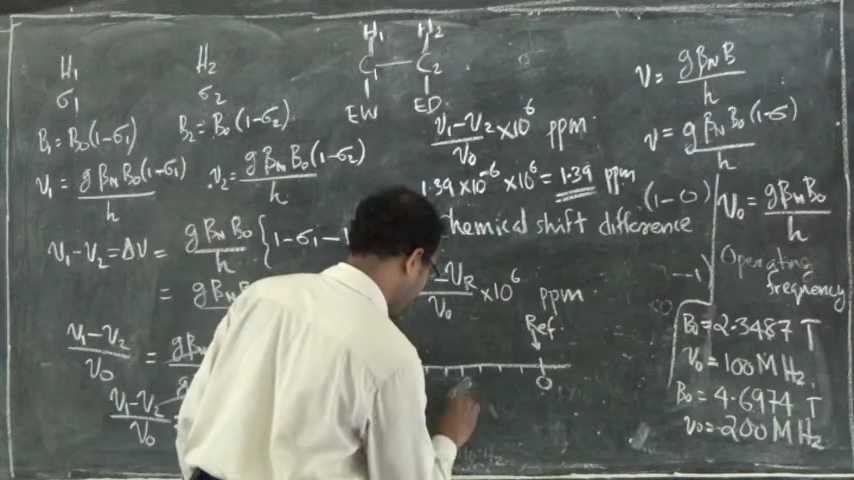 H₁
σ₁
H₂
σ₂
B₁ = B₀(1-σ₁)
B₂ = B₀(1-σ₂)
ν₁ = gβ_N B₀(1-σ₁) / h
ν₂ = gβ_N B₀(1-σ₂) / h
ν₁-ν₂ = Δν = gβ_N B₀ / h {1-σ₁-
=
ν₁-ν₂ / ν₀ =
ν₁-ν₂ / ν₀
H₁ H₂
C₁ — C₂
EW ED
ν₁-ν₂ / ν₀ ×10⁶ ppm
1.39×10⁻⁶ ×10⁶ = 1.39 ppm
chemical shift difference
-ν_R / ν₀ ×10⁶ ppm
Ref.
0
ν = gβ_N B / h
ν = gβ_N B₀(1-σ) / h
(1-0)
ν₀ = gβ_N B₀ / h
Operating
frequency
B₀ = 2.3487 T
ν₀ = 100 MHz.
B₀ = 4.6974 T
ν₀ = 200 MHz